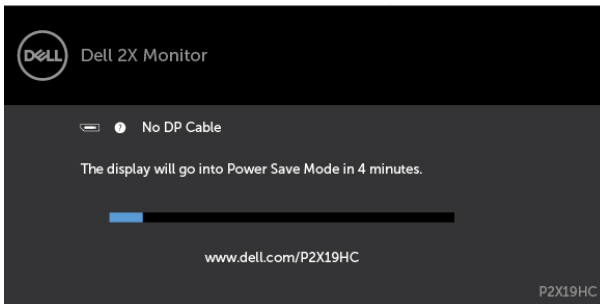 DELL
Dell 2X Monitor
? No DP Cable
The display will go into Power Save Mode in 4 minutes.
www.dell.com/P2X19HC
P2X19HC